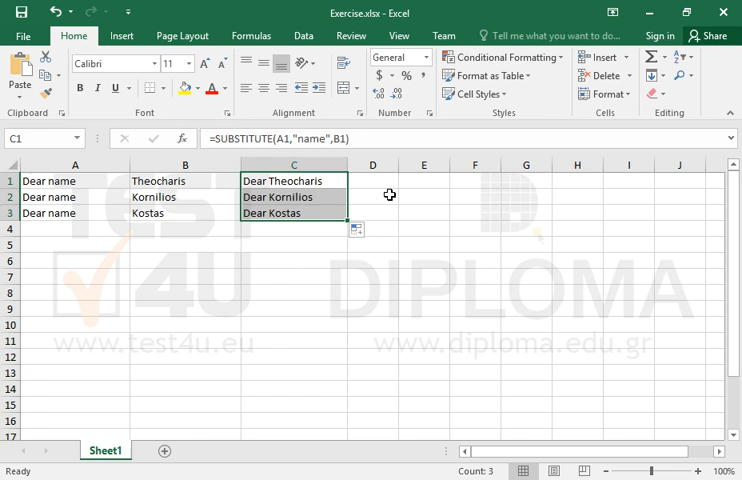 Exercise.xlsx - Excel
File Home Insert Page Layout Formulas Data Review View Team Tell me what you want to do... Sign in Share
Paste Calibri 11 A A General Conditional Formatting Insert Σ
B I U A $ % , Format as Table Delete
Cell Styles Format
Clipboard Font Alignment Number Styles Cells Editing
C1 fx =SUBSTITUTE(A1,"name",B1)
A B C D E F G H I J
1 Dear name Theocharis Dear Theocharis
2 Dear name Kornilios Dear Kornilios
3 Dear name Kostas Dear Kostas
4
5
6
7
8
9
10
11
12
13
14
15
16
17
TEST 4U DIPLOMA
www.test4u.eu www.diploma.edu.gr
Sheet1
Ready Count: 3 100%